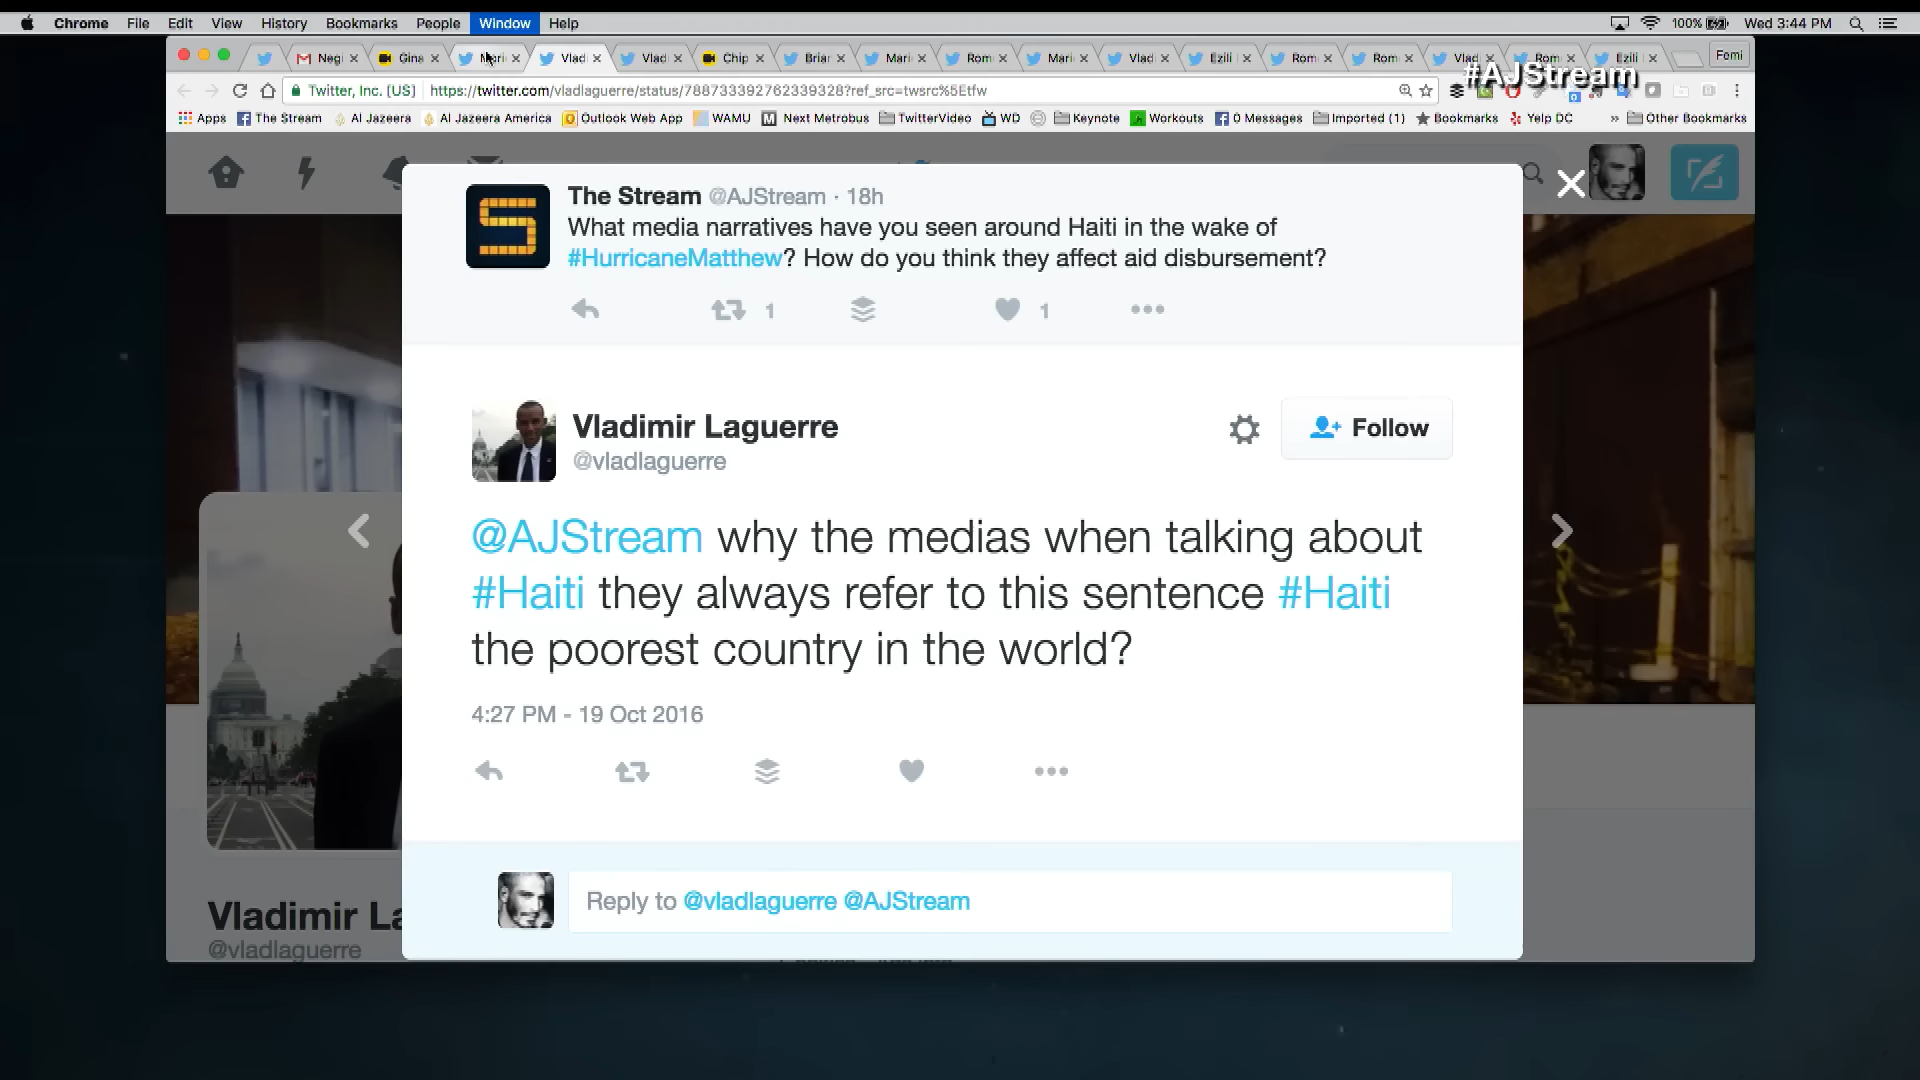 Chrome File Edit View History Bookmarks People Window Help 100% Wed 3:44 PM
Gina Vlad Vlad Chip Brian Mari Rom Mari Vlad Ezili Rom Rom Vlad Rom Ezili Femi
#AJStream
Twitter, Inc. [US] https://twitter.com/vladlaguerre/status/788733392762339328?ref_src=twsrc%5Etfw
Apps The Stream Al Jazeera Al Jazeera America Outlook Web App WAMU Next Metrobus TwitterVideo WD Keynote Workouts 0 Messages Imported (1) Bookmarks Yelp DC » Other Bookmarks
The Stream @AJStream · 18h
What media narratives have you seen around Haiti in the wake of
#HurricaneMatthew? How do you think they affect aid disbursement?
1 1
Vladimir Laguerre
@vladlaguerre
Follow
@AJStream why the medias when talking about
#Haiti they always refer to this sentence #Haiti
the poorest country in the world?
4:27 PM - 19 Oct 2016
Reply to @vladlaguerre @AJStream
Vladimir La
@vladlaguerre